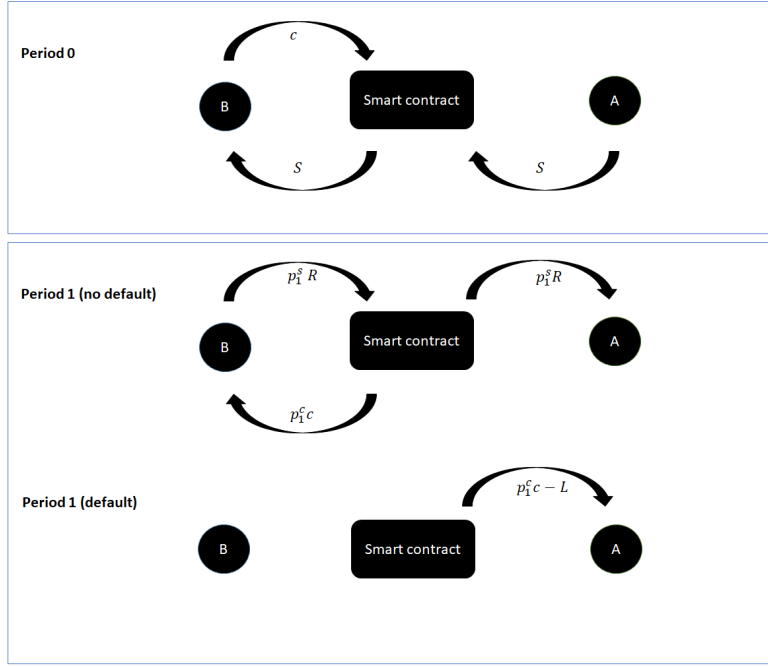 Period 0
c
B
Smart contract
A
S
S
Period 1 (no default)
p₁ˢ R
p₁ˢR
B
Smart contract
A
p₁ᶜc
Period 1 (default)
p₁ᶜc − L
B
Smart contract
A